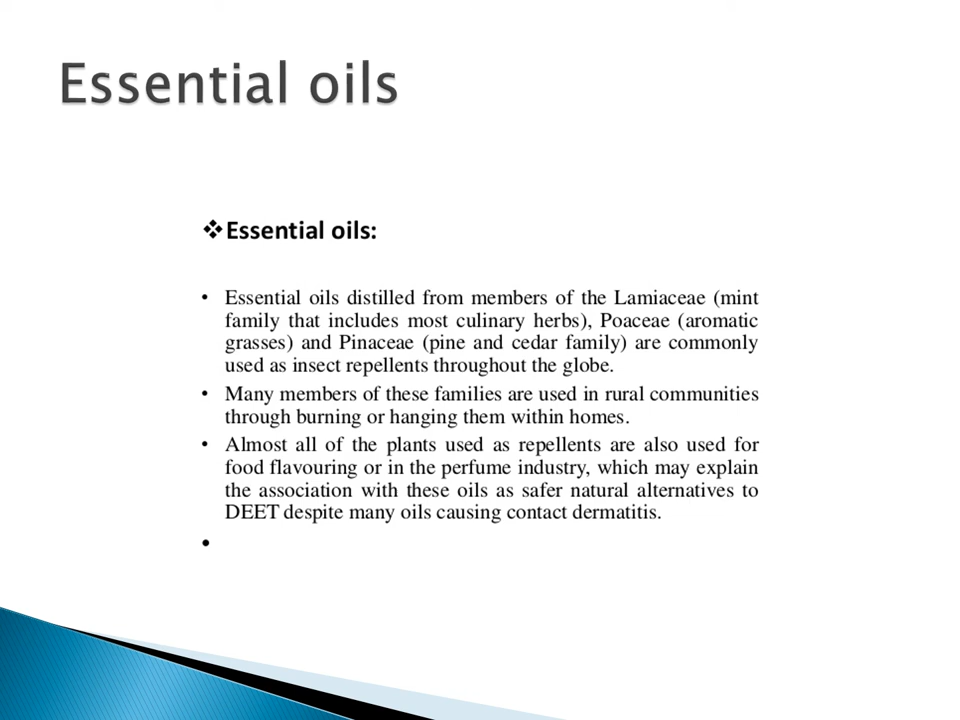 Essential oils
❖Essential oils:
• Essential oils distilled from members of the Lamiaceae (mint
family that includes most culinary herbs), Poaceae (aromatic
grasses) and Pinaceae (pine and cedar family) are commonly
used as insect repellents throughout the globe.
• Many members of these families are used in rural communities
through burning or hanging them within homes.
• Almost all of the plants used as repellents are also used for
food flavouring or in the perfume industry, which may explain
the association with these oils as safer natural alternatives to
DEET despite many oils causing contact dermatitis.
•